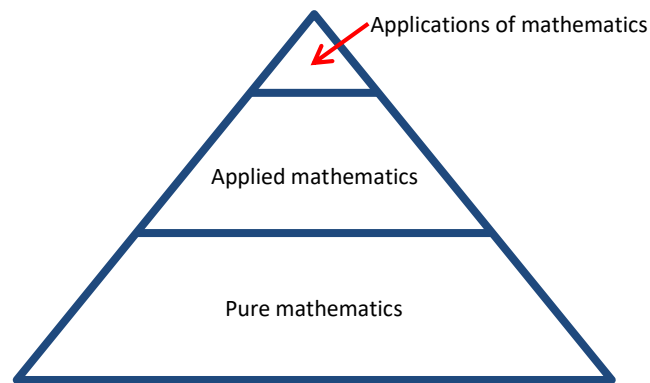 Applications of mathematics
Applied mathematics
Pure mathematics